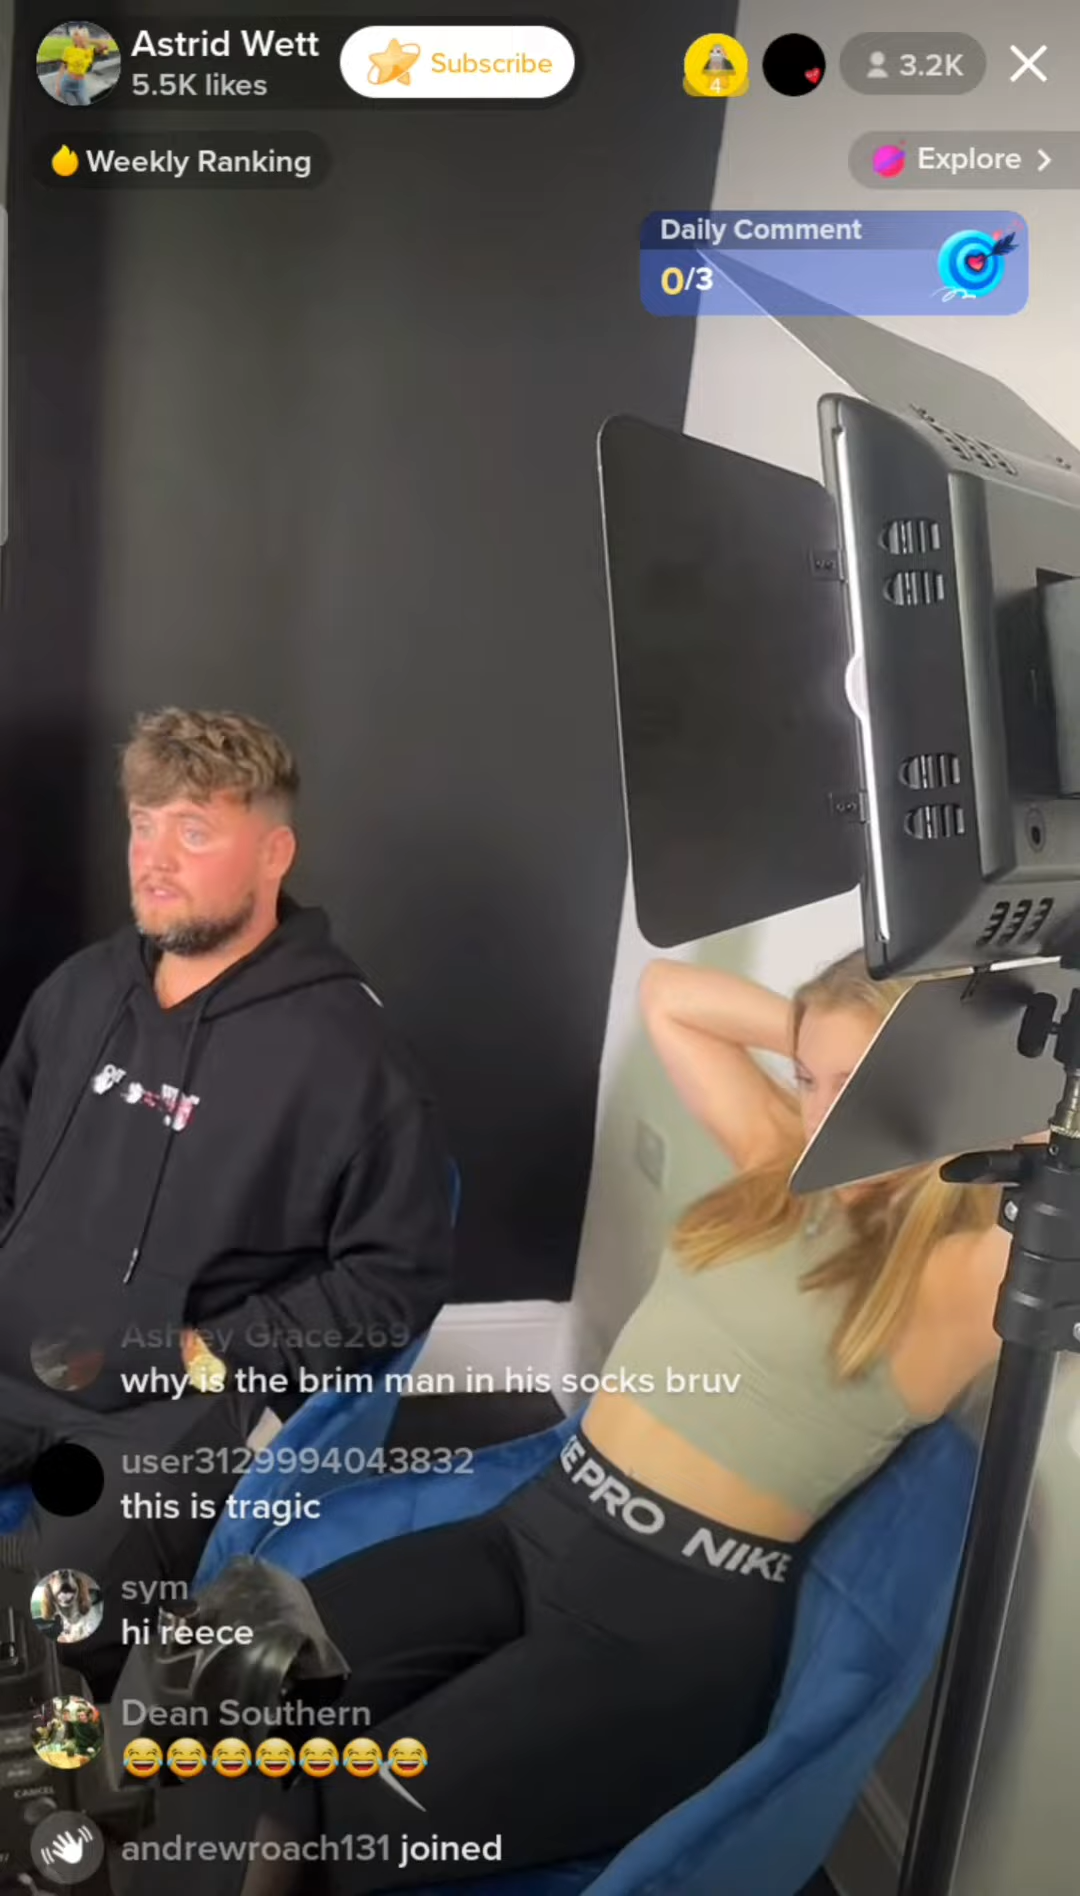 Astrid Wett
5.5K likes
Subscribe
4
3.2K
Weekly Ranking
Explore
Daily Comment
0/3
Ashley Grace269
why is the brim man in his socks bruv
user3129994043832
this is tragic
sym
hi reece
Dean Southern
😂😂😂😂😂😂😂
andrewroach131 joined
PRO NIKE
CANCEL